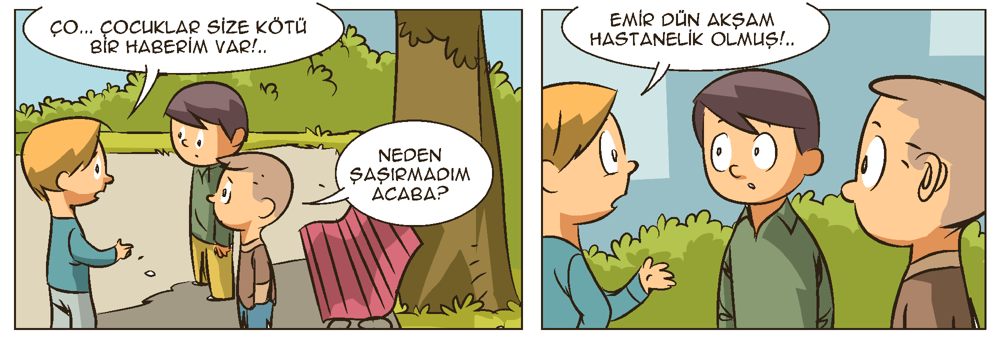 ÇO... ÇOCUKLAR SİZE KÖTÜ
BİR HABERİM VAR!..
NEDEN
ŞAŞIRMADIM
ACABA?
EMİR DÜN AKŞAM
HASTANELİK OLMUŞ!..